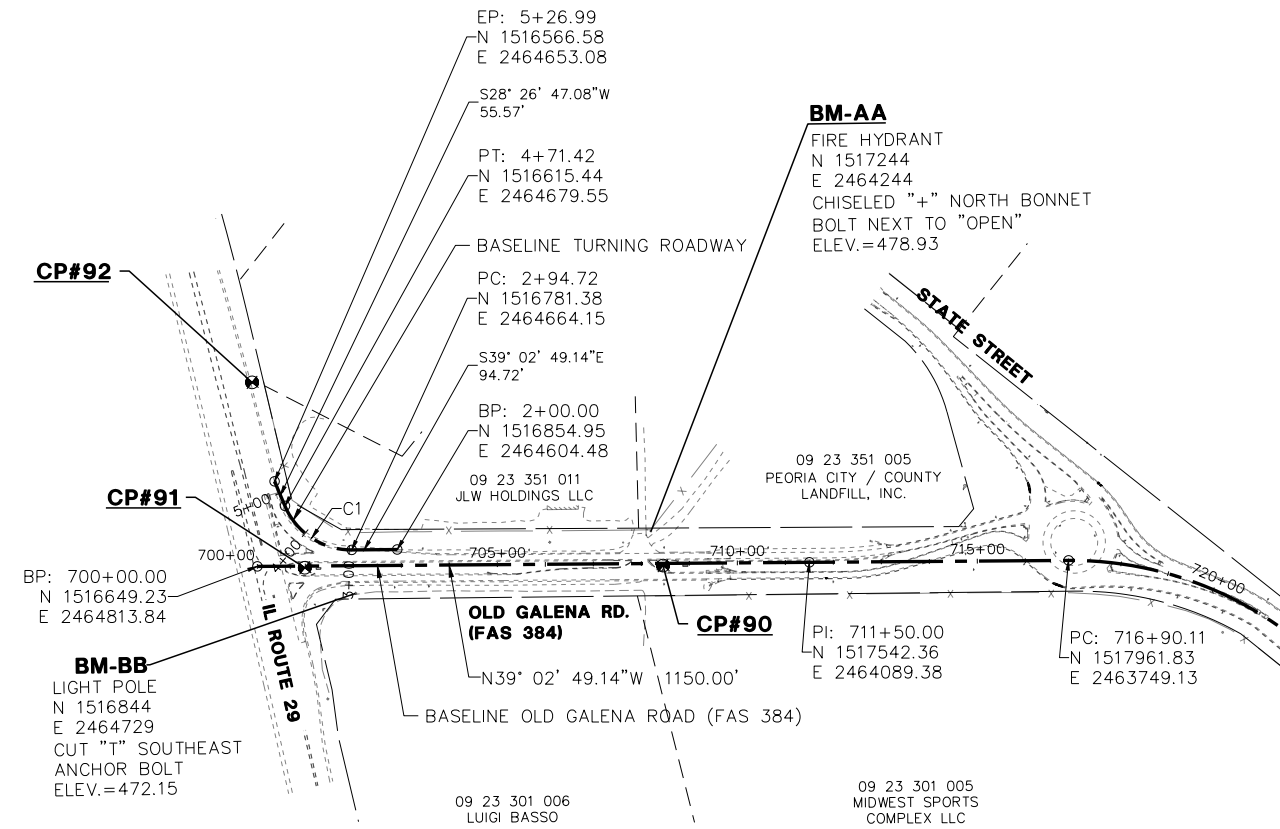 EP: 5+26.99
N 1516566.58
E 2464653.08
S28° 26' 47.08"W
55.57'
PT: 4+71.42
N 1516615.44
E 2464679.55
BASELINE TURNING ROADWAY
PC: 2+94.72
N 1516781.38
E 2464664.15
S39° 02' 49.14"E
94.72'
BP: 2+00.00
N 1516854.95
E 2464604.48
BM-AA
FIRE HYDRANT
N 1517244
E 2464244
CHISELED "+" NORTH BONNET
BOLT NEXT TO "OPEN"
ELEV.=478.93
CP#92
STATE STREET
09 23 351 011
JLW HOLDINGS LLC
09 23 351 005
PEORIA CITY / COUNTY
LANDFILL, INC.
CP#91
5+00
C1
4+00
3+00
700+00
705+00
710+00
715+00
720+00
BP: 700+00.00
N 1516649.23
E 2464813.84
IL ROUTE 29
OLD GALENA RD.
(FAS 384)
CP#90
PI: 711+50.00
N 1517542.36
E 2464089.38
PC: 716+90.11
N 1517961.83
E 2463749.13
BM-BB
LIGHT POLE
N 1516844
E 2464729
CUT "T" SOUTHEAST
ANCHOR BOLT
ELEV.=472.15
N39° 02' 49.14"W 1150.00'
BASELINE OLD GALENA ROAD (FAS 384)
09 23 301 006
LUIGI BASSO
09 23 301 005
MIDWEST SPORTS
COMPLEX LLC